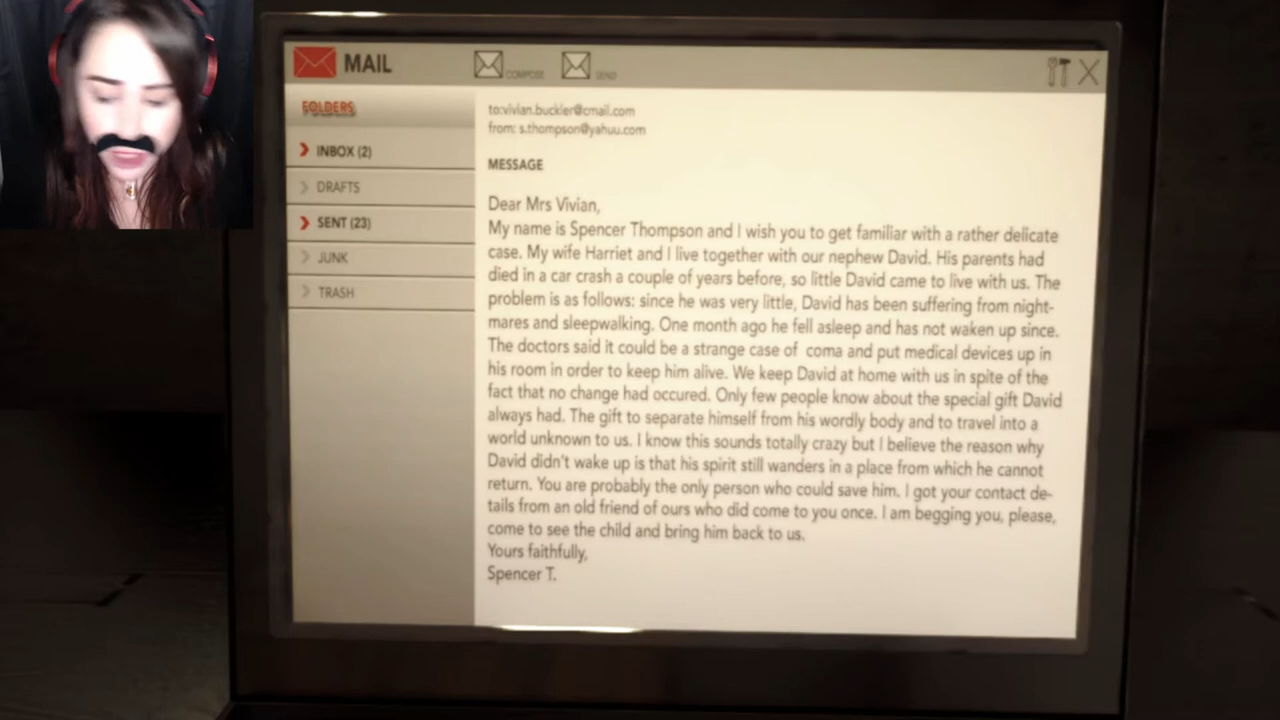 MAIL
COMPOSE
SEND
FOLDERS
INBOX (2)
DRAFTS
SENT (23)
JUNK
TRASH
to:vivian.buckler@cmail.com
from: s.thompson@yahuu.com
MESSAGE
Dear Mrs Vivian,
My name is Spencer Thompson and I wish you to get familiar with a rather delicate
case. My wife Harriet and I live together with our nephew David. His parents had
died in a car crash a couple of years before, so little David came to live with us. The
problem is as follows: since he was very little, David has been suffering from night-
mares and sleepwalking. One month ago he fell asleep and has not waken up since.
The doctors said it could be a strange case of coma and put medical devices up in
his room in order to keep him alive. We keep David at home with us in spite of the
fact that no change had occured. Only few people know about the special gift David
always had. The gift to separate himself from his wordly body and to travel into a
world unknown to us. I know this sounds totally crazy but I believe the reason why
David didn't wake up is that his spirit still wanders in a place from which he cannot
return. You are probably the only person who could save him. I got your contact de-
tails from an old friend of ours who did come to you once. I am begging you, please,
come to see the child and bring him back to us.
Yours faithfully,
Spencer T.